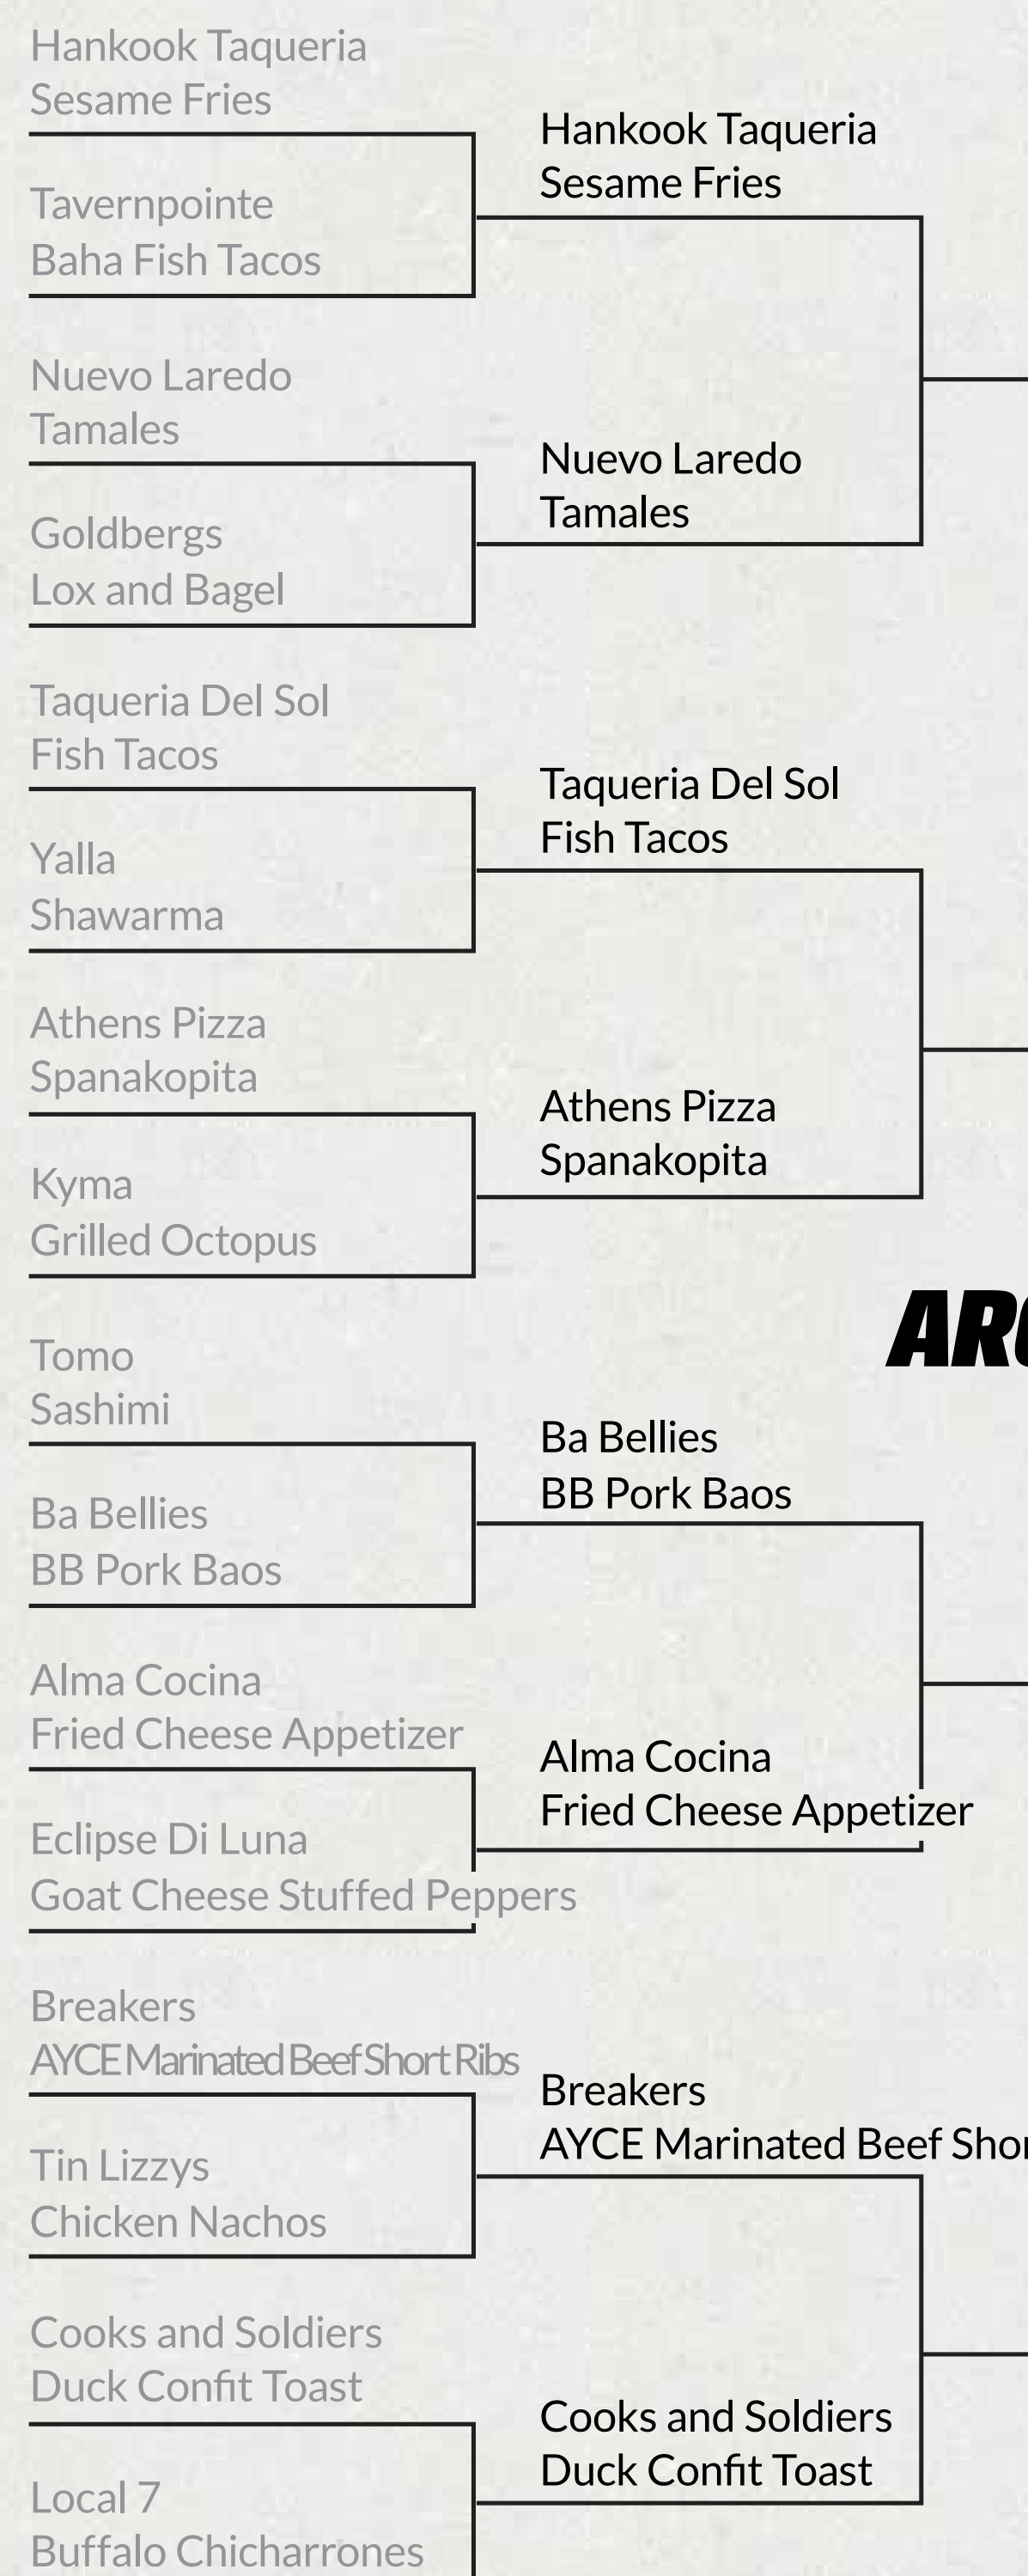 Hankook Taqueria
Sesame Fries
Tavernpointe
Baha Fish Tacos
Hankook Taqueria
Sesame Fries
Nuevo Laredo
Tamales
Goldbergs
Lox and Bagel
Nuevo Laredo
Tamales
Taqueria Del Sol
Fish Tacos
Yalla
Shawarma
Taqueria Del Sol
Fish Tacos
Athens Pizza
Spanakopita
Kyma
Grilled Octopus
Athens Pizza
Spanakopita
Tomo
Sashimi
Ba Bellies
BB Pork Baos
Ba Bellies
BB Pork Baos
Alma Cocina
Fried Cheese Appetizer
Eclipse Di Luna
Goat Cheese Stuffed Peppers
Alma Cocina
Fried Cheese Appetizer
Breakers
AYCE Marinated Beef Short Ribs
Tin Lizzys
Chicken Nachos
Breakers
AYCE Marinated Beef Shor
Cooks and Soldiers
Duck Confit Toast
Local 7
Buffalo Chicharrones
Cooks and Soldiers
Duck Confit Toast